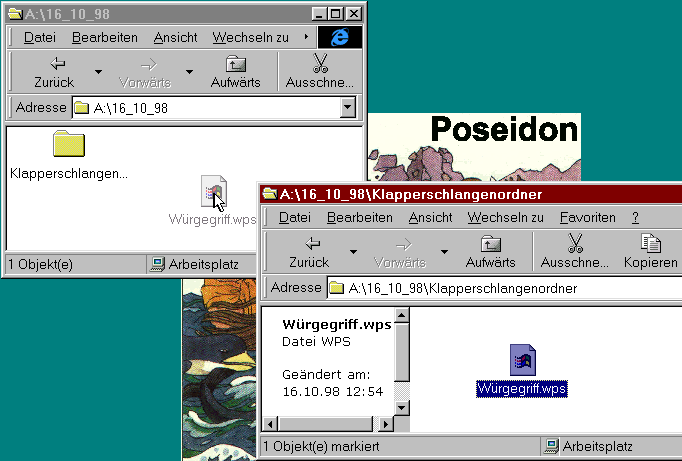 A:\16_10_98
Datei Bearbeiten Ansicht Wechseln zu
Zurück Vorwärts Aufwärts Ausschne...
Adresse A:\16_10_98
Klapperschlangen...
Würgegriff.wps
1 Objekt(e) Arbeitsplatz
Poseidon
A:\16_10_98\Klapperschlangenordner
Datei Bearbeiten Ansicht Wechseln zu Favoriten ?
Zurück Vorwärts Aufwärts Ausschne... Kopieren
Adresse A:\16_10_98\Klapperschlangenordner
Würgegriff.wps
Datei WPS
Geändert am:
16.10.98 12:54
Würgegriff.wps
1 Objekt(e) markiert Arbeitsplatz